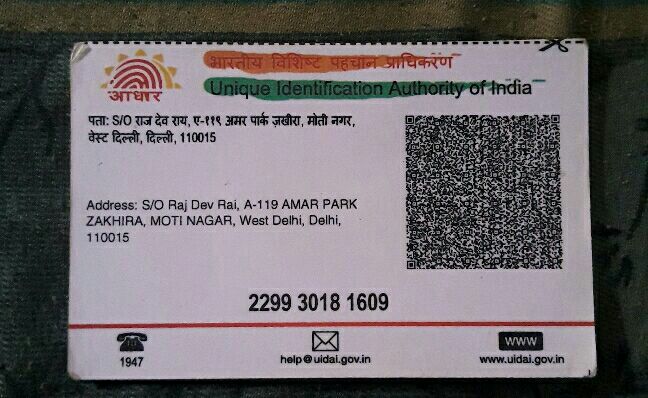 भारतीय विशिष्ट पहचान प्राधिकरण
आधार
Unique Identification Authority of India
पता: S/O राज देव राय, ए-११९ अमर पार्क ज़खीरा, मोती नगर,
वेस्ट दिल्ली, दिल्ली, 110015
Address: S/O Raj Dev Rai, A-119 AMAR PARK
ZAKHIRA, MOTI NAGAR, West Delhi, Delhi,
110015
2299 3018 1609
1947
help@uidai.gov.in
www
www.uidai.gov.in